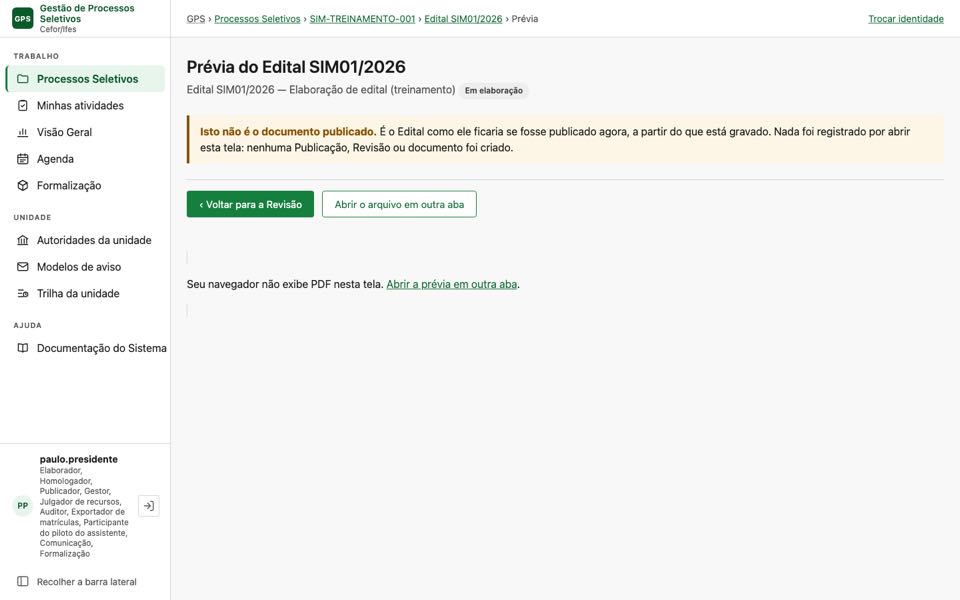 GPS
Gestão de Processos
Seletivos
Cefor/Ifes
GPS › Processos Seletivos › SIM-TREINAMENTO-001 › Edital SIM01/2026 › Prévia
Trocar identidade
TRABALHO
Processos Seletivos
Minhas atividades
Visão Geral
Agenda
Formalização
UNIDADE
Autoridades da unidade
Modelos de aviso
Trilha da unidade
AJUDA
Documentação do Sistema
Prévia do Edital SIM01/2026
Edital SIM01/2026 — Elaboração de edital (treinamento) Em elaboração
Isto não é o documento publicado. É o Edital como ele ficaria se fosse publicado agora, a partir do que está gravado. Nada foi registrado por abrir
esta tela: nenhuma Publicação, Revisão ou documento foi criado.
‹ Voltar para a Revisão
Abrir o arquivo em outra aba
Seu navegador não exibe PDF nesta tela. Abrir a prévia em outra aba.
PP
paulo.presidente
Elaborador,
Homologador,
Publicador, Gestor,
Julgador de recursos,
Auditor, Exportador de
matrículas, Participante
do piloto do assistente,
Comunicação,
Formalização
Recolher a barra lateral